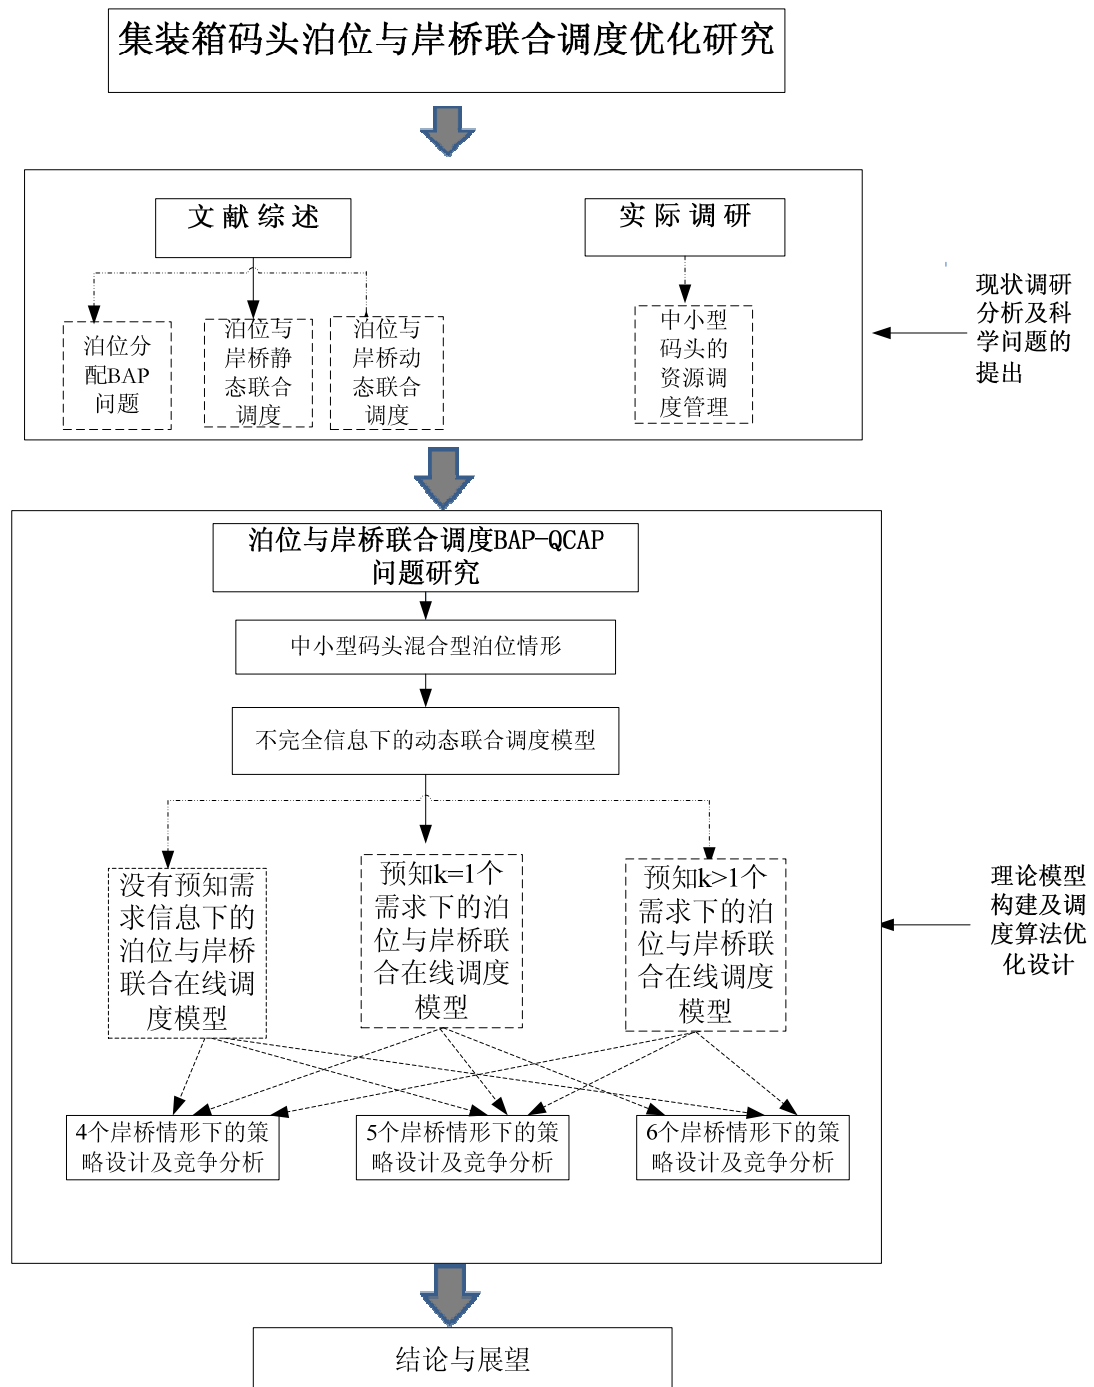 集装箱码头泊位与岸桥联合调度优化研究
文献综述
实际调研
泊位分
配BAP
问题
泊位与
岸桥静
态联合
调度
泊位与
岸桥动
态联合
调度
中小型
码头的
资源调
度管理
现状调研
分析及科
学问题的
提出
泊位与岸桥联合调度BAP-QCAP
问题研究
中小型码头混合型泊位情形
不完全信息下的动态联合调度模型
没有预知需
求信息下的
泊位与岸桥
联合在线调
度模型
预知k=1个
需求下的泊
位与岸桥联
合在线调度
模型
预知k>1个
需求下的泊
位与岸桥联
合在线调度
模型
理论模型
构建及调
度算法优
化设计
4个岸桥情形下的策
略设计及竞争分析
5个岸桥情形下的策
略设计及竞争分析
6个岸桥情形下的策
略设计及竞争分析
结论与展望